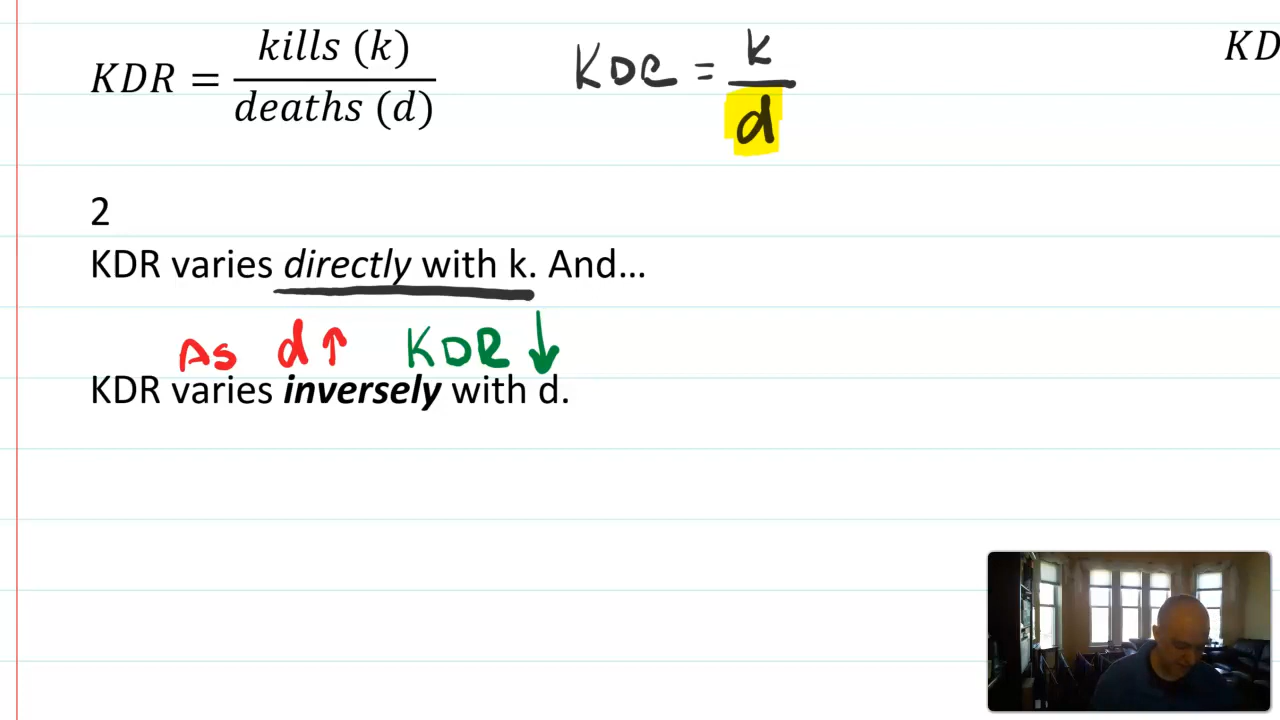 KDR = kills (k) / deaths (d)
KDR = k / d
KD
2
KDR varies directly with k. And...
As d↑ KDR ↓
KDR varies inversely with d.